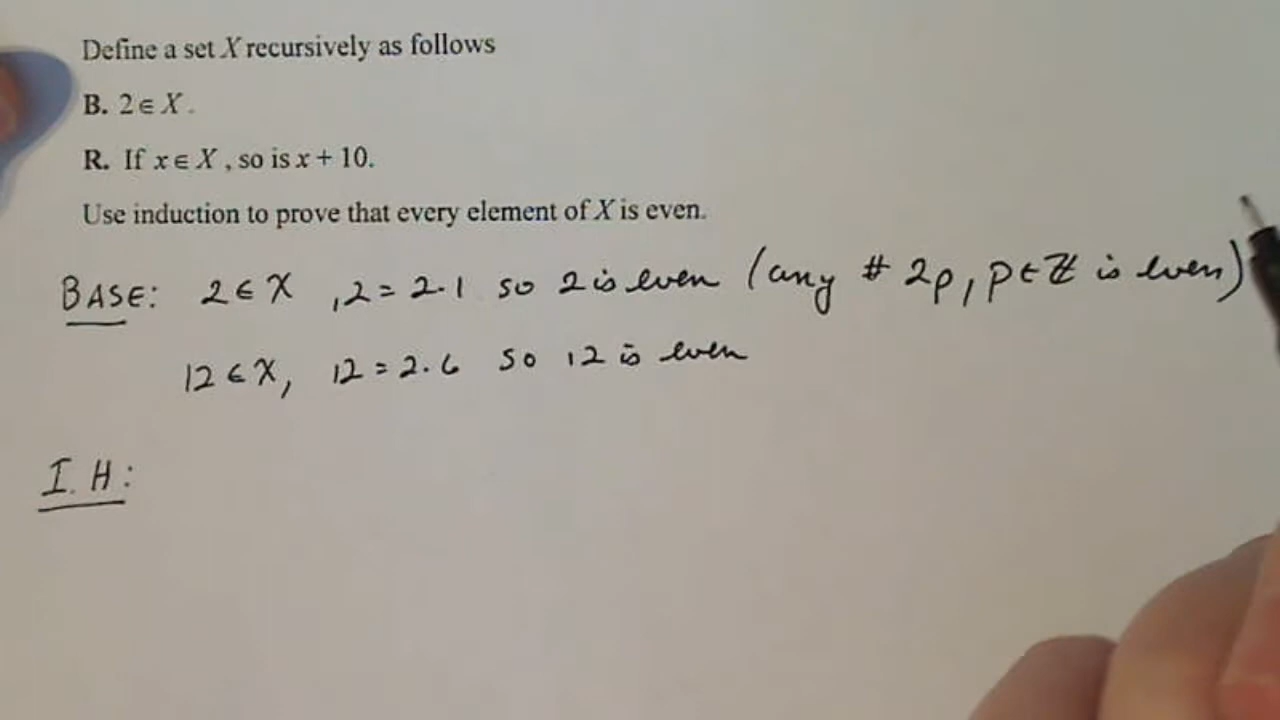 Define a set X recursively as follows
B. 2 ∈ X .
R. If x ∈ X , so is x + 10.
Use induction to prove that every element of X is even.
BASE: 2 ∈ X , 2 = 2·1 so 2 is even (any # 2p, p ∈ ℤ is even)
12 ∈ X, 12 = 2·6 so 12 is even
I.H: